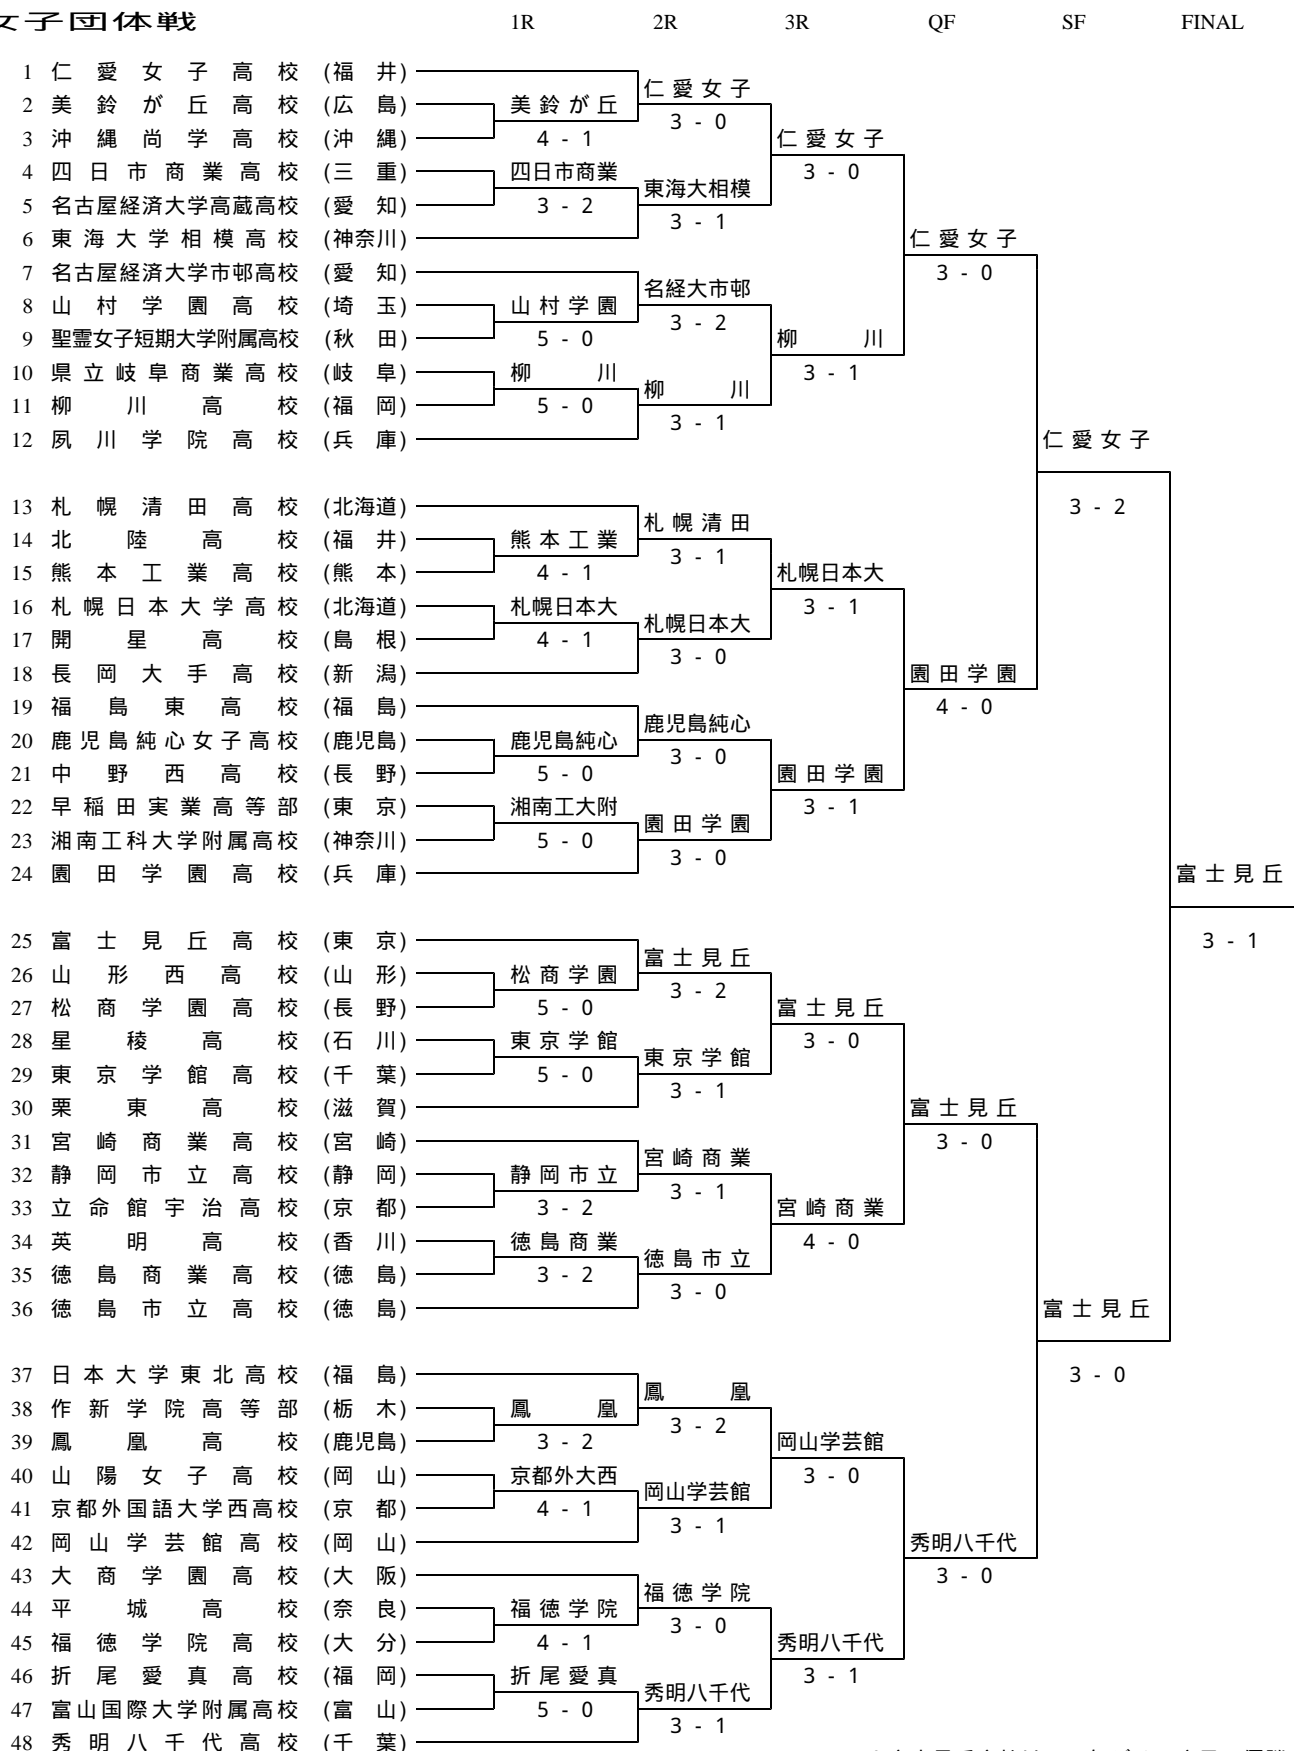 女子団体戦 1R 2R 3R QF SF FINAL
1 仁愛女子高校 (福井)
仁愛女子
2 美鈴が丘高校 (広島) 美鈴が丘
3 - 0
3 沖縄尚学高校 (沖縄) 4 - 1 仁愛女子
4 四日市商業高校 (三重) 四日市商業 3 - 0
東海大相模
5 名古屋経済大学高蔵高校 (愛知) 3 - 2
3 - 1
6 東海大学相模高校 (神奈川) 仁愛女子
7 名古屋経済大学市邨高校 (愛知) 3 - 0
名経大市邨
8 山村学園高校 (埼玉) 山村学園
3 - 2
9 聖霊女子短期大学附属高校 (秋田) 5 - 0 柳川
10 県立岐阜商業高校 (岐阜) 柳川 3 - 1
柳川
11 柳川高校 (福岡) 5 - 0
3 - 1
12 夙川学院高校 (兵庫) 仁愛女子
13 札幌清田高校 (北海道) 3 - 2
札幌清田
14 北陸高校 (福井) 熊本工業
3 - 1
15 熊本工業高校 (熊本) 4 - 1 札幌日本大
16 札幌日本大学高校 (北海道) 札幌日本大 3 - 1
札幌日本大
17 開星高校 (島根) 4 - 1
3 - 0
18 長岡大手高校 (新潟) 園田学園
19 福島東高校 (福島) 4 - 0
鹿児島純心
20 鹿児島純心女子高校 (鹿児島) 鹿児島純心
3 - 0
21 中野西高校 (長野) 5 - 0 園田学園
22 早稲田実業高等部 (東京) 湘南工大附 3 - 1
園田学園
23 湘南工科大学附属高校 (神奈川) 5 - 0
3 - 0
24 園田学園高校 (兵庫) 富士見丘
25 富士見丘高校 (東京) 3 - 1
富士見丘
26 山形西高校 (山形) 松商学園
3 - 2
27 松商学園高校 (長野) 5 - 0 富士見丘
28 星稜高校 (石川) 東京学館 3 - 0
東京学館
29 東京学館高校 (千葉) 5 - 0
3 - 1
30 栗東高校 (滋賀) 富士見丘
31 宮崎商業高校 (宮崎) 3 - 0
宮崎商業
32 静岡市立高校 (静岡) 静岡市立
3 - 1
33 立命館宇治高校 (京都) 3 - 2 宮崎商業
34 英明高校 (香川) 徳島商業 4 - 0
徳島市立
35 徳島商業高校 (徳島) 3 - 2
3 - 0
36 徳島市立高校 (徳島) 富士見丘
37 日本大学東北高校 (福島) 3 - 0
鳳凰
38 作新学院高等部 (栃木) 鳳凰
3 - 2
39 鳳凰高校 (鹿児島) 3 - 2 岡山学芸館
40 山陽女子高校 (岡山) 京都外大西 3 - 0
岡山学芸館
41 京都外国語大学西高校 (京都) 4 - 1
3 - 1
42 岡山学芸館高校 (岡山) 秀明八千代
43 大商学園高校 (大阪) 3 - 0
福徳学院
44 平城高校 (奈良) 福徳学院
3 - 0
45 福徳学院高校 (大分) 4 - 1 秀明八千代
46 折尾愛真高校 (福岡) 折尾愛真 3 - 1
秀明八千代
47 富山国際大学附属高校 (富山) 5 - 0
3 - 1
48 秀明八千代高校 (千葉)